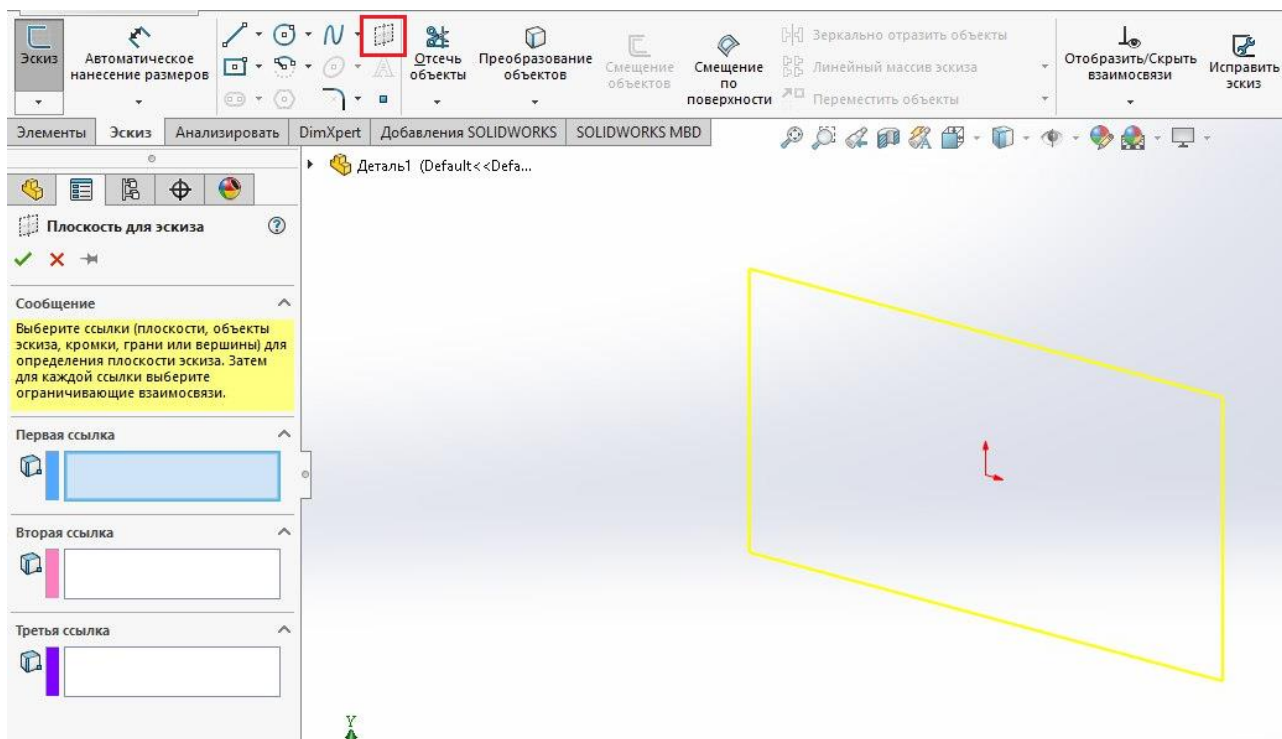 Эскиз
Автоматическое
нанесение размеров
Отсечь
объекты
Преобразование
объектов
Смещение
объектов
Смещение
по
поверхности
Зеркально отразить объекты
Линейный массив эскиза
Переместить объекты
Отобразить/Скрыть
взаимосвязи
Исправить
эскиз
Элементы Эскиз Анализировать DimXpert Добавления SOLIDWORKS SOLIDWORKS MBD
Деталь1 (Default<<Defa...
Плоскость для эскиза
Сообщение
Выберите ссылки (плоскости, объекты
эскиза, кромки, грани или вершины) для
определения плоскости эскиза. Затем
для каждой ссылки выберите
ограничивающие взаимосвязи.
Первая ссылка
Вторая ссылка
Третья ссылка
Y